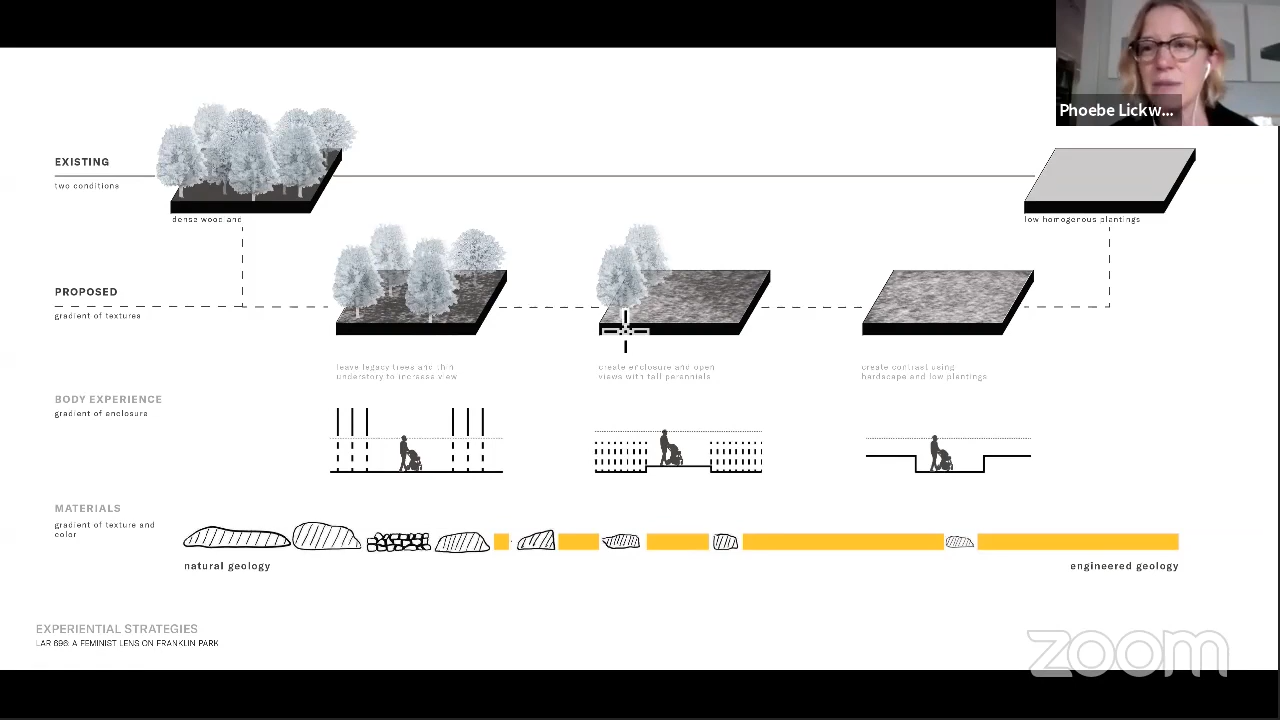 Phoebe Lickw...
EXISTING
two conditions
dense wood and
low homogenous plantings
PROPOSED
gradient of textures
leave legacy trees and thin
understory to increase view
create enclosure and open
views with tall perennials
create contrast using
hardscape and low plantings
BODY EXPERIENCE
gradient of enclosure
MATERIALS
gradient of texture and
color
natural geology
engineered geology
EXPERIENTIAL STRATEGIES
LAR 696: A FEMINIST LENS ON FRANKLIN PARK
zoom